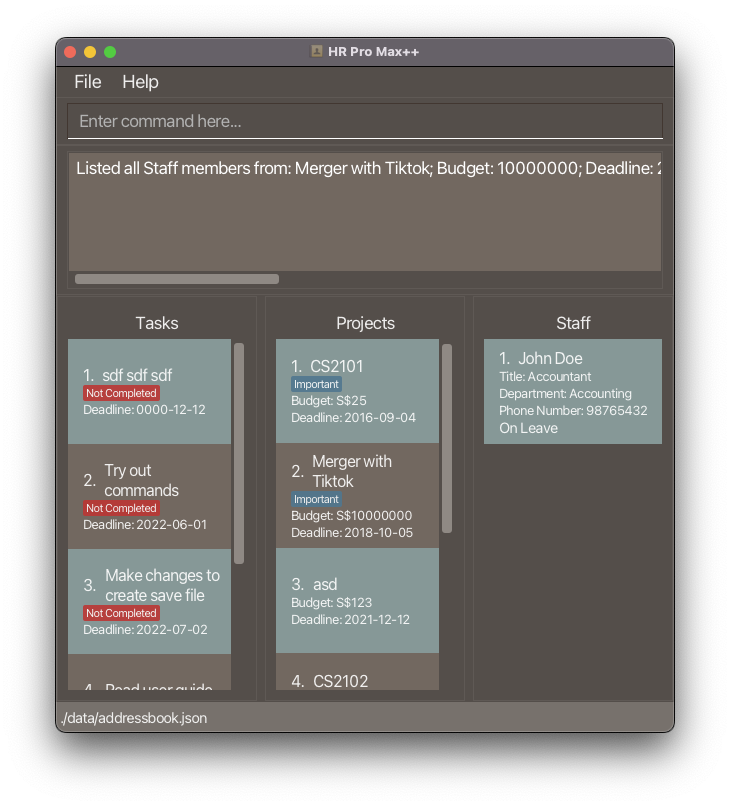 HR Pro Max++
File Help
Enter command here...
Listed all Staff members from: Merger with Tiktok; Budget: 10000000; Deadline:
Tasks
1. sdf sdf sdf
Not Completed
Deadline: 0000-12-12
2. Try out
commands
Not Completed
Deadline: 2022-06-01
3. Make changes to
create save file
Not Completed
Deadline: 2022-07-02
4. Read user guide
Projects
1. CS2101
Important
Budget: S$25
Deadline: 2016-09-04
2. Merger with
Tiktok
Important
Budget: S$10000000
Deadline: 2018-10-05
3. asd
Budget: S$123
Deadline: 2021-12-12
4. CS2102
Staff
1. John Doe
Title: Accountant
Department: Accounting
Phone Number: 98765432
On Leave
./data/addressbook.json